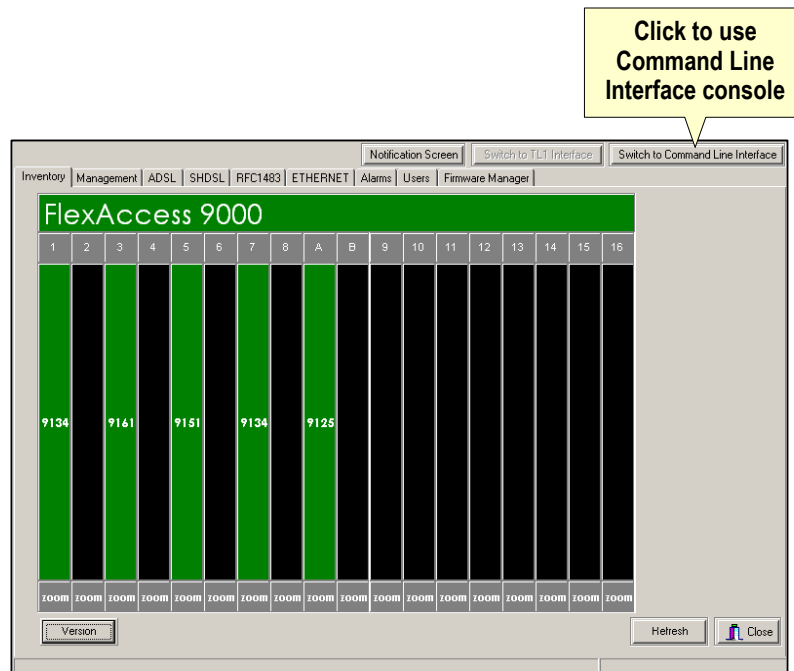 Click to use
Command Line
Interface console
Notification Screen Switch to TL1 Interface Switch to Command Line Interface
Inventory Management ADSL SHDSL RFC1483 ETHERNET Alarms Users Firmware Manager
FlexAccess 9000
1 2 3 4 5 6 7 8 A B 9 10 11 12 13 14 15 16
9134 9161 9151 9134 9125
zoom zoom zoom zoom zoom zoom zoom zoom zoom zoom zoom zoom zoom zoom zoom zoom zoom zoom
Version Refresh Close